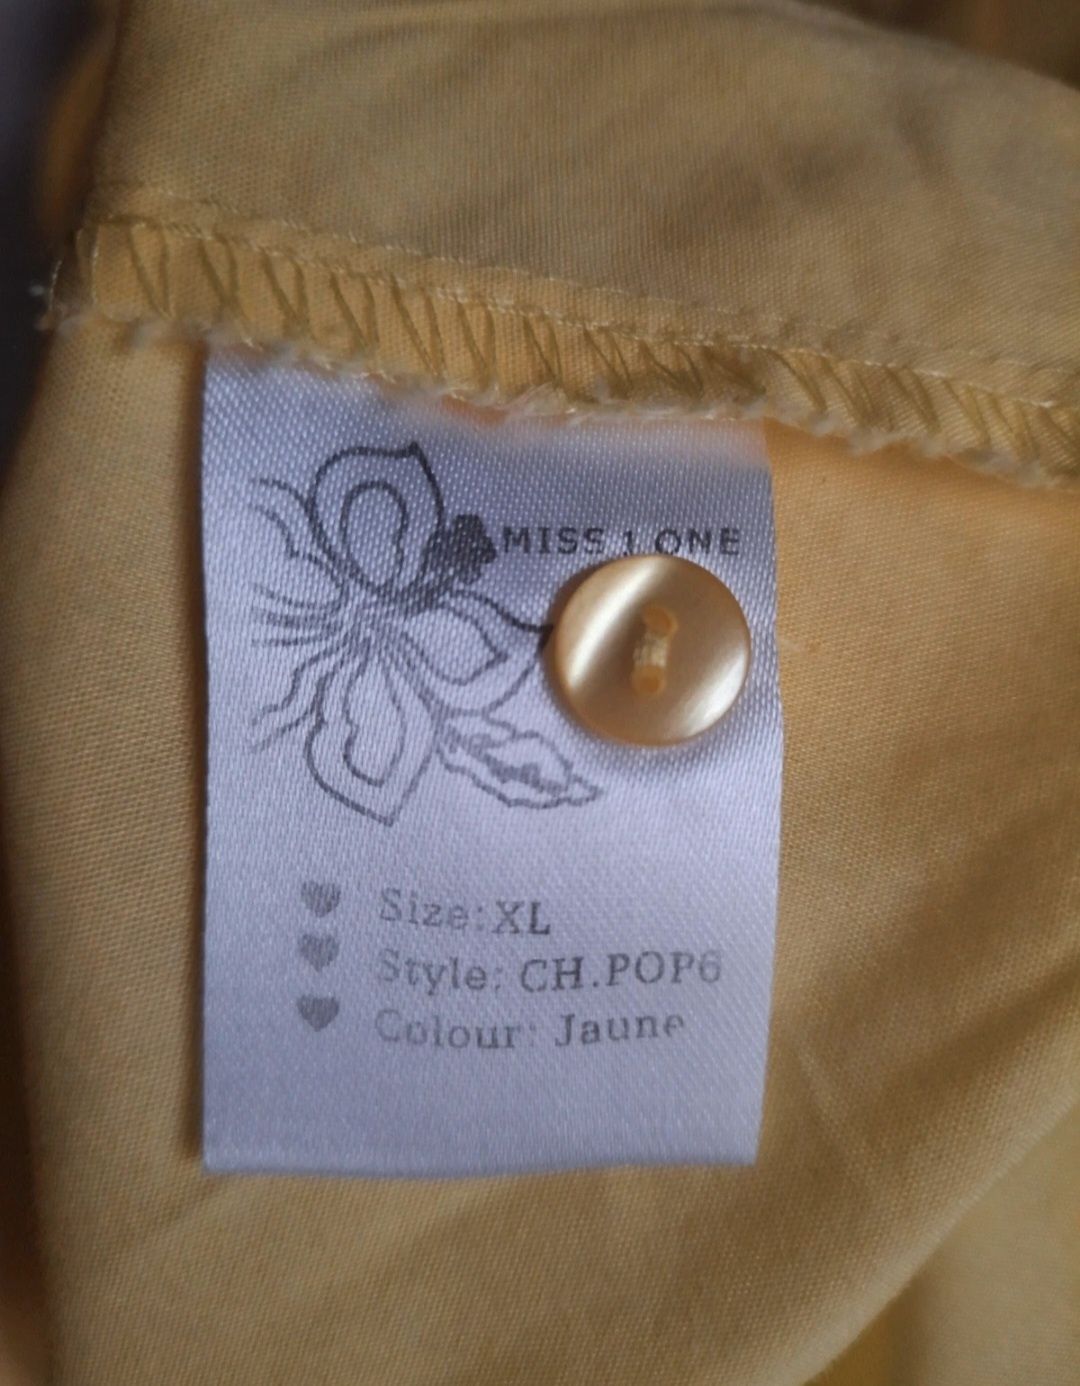 MISS 1 ONE
Size: XL
Style: CH.POP6
Colour: Jaune